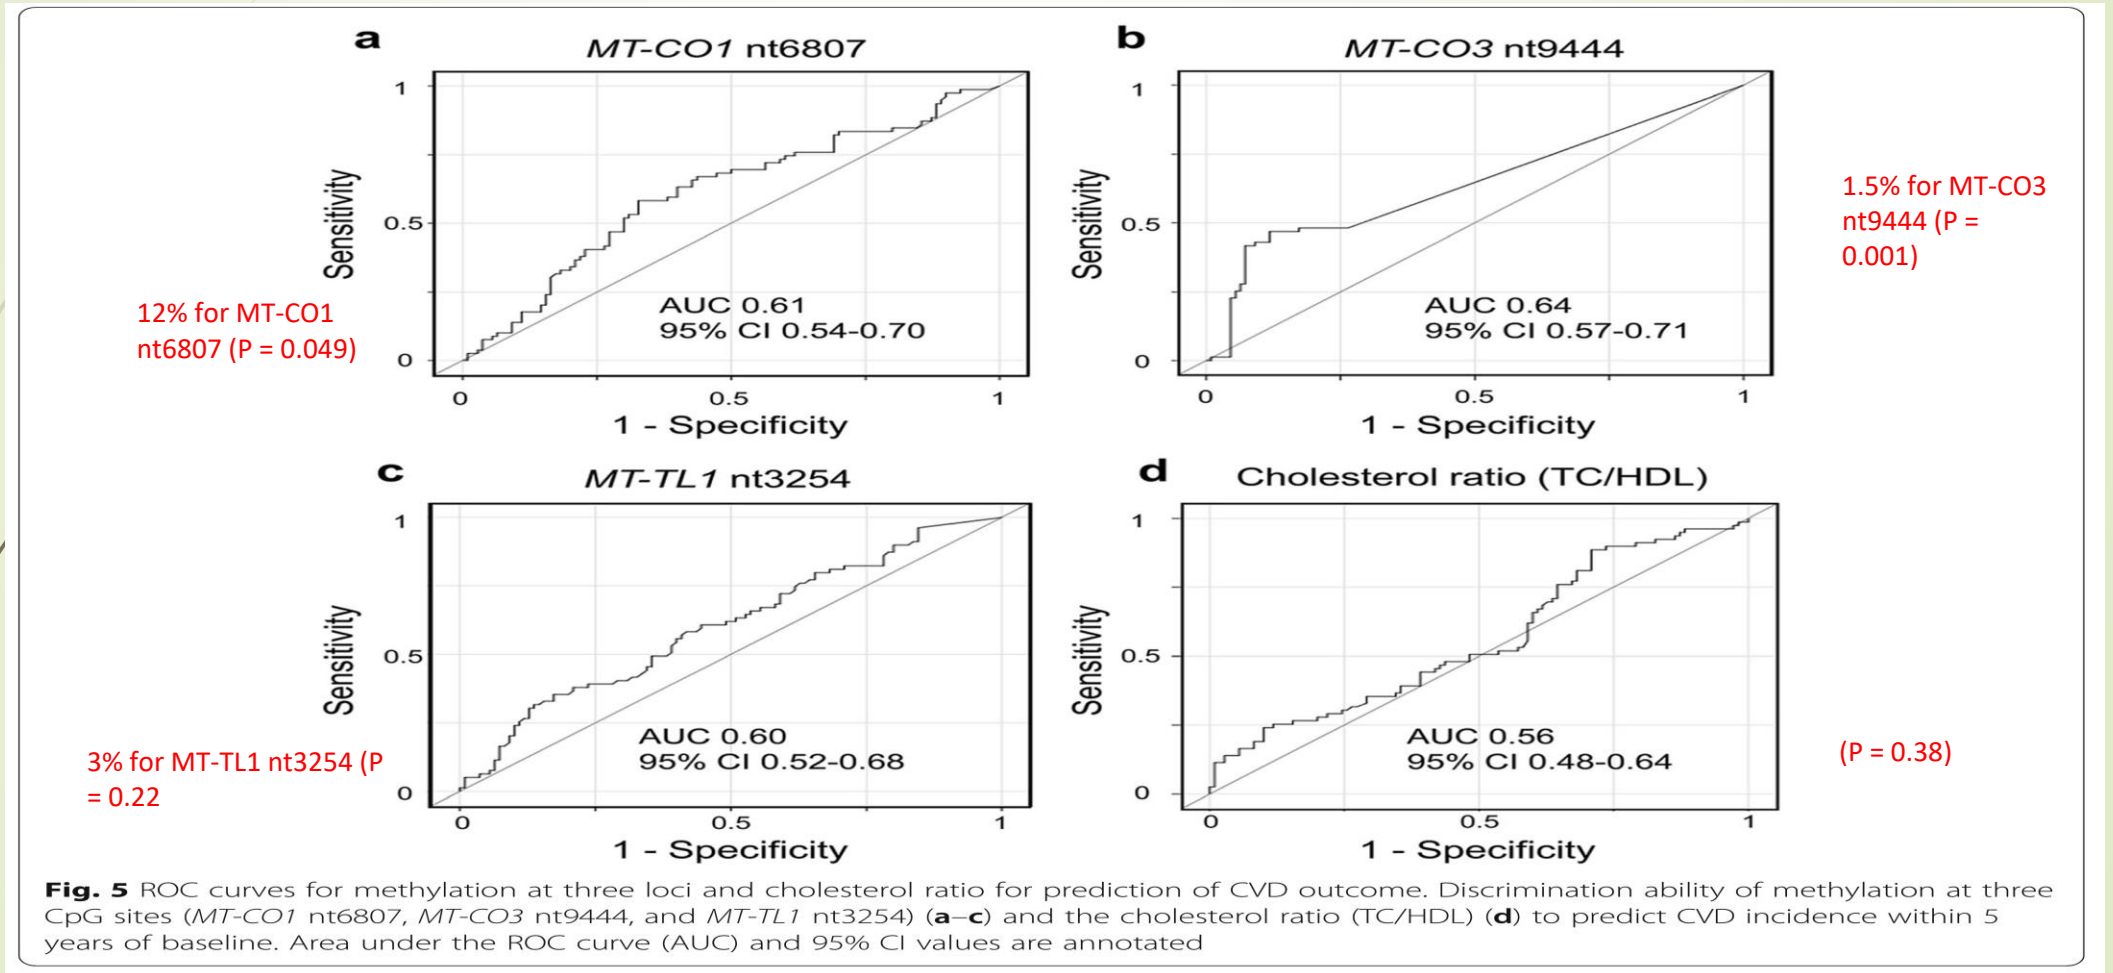 a
MT-CO1 nt6807
1
0.5
0
Sensitivity
AUC 0.61
95% CI 0.54-0.70
0
0.5
1
1 - Specificity
12% for MT-CO1
nt6807 (P = 0.049)
b
MT-CO3 nt9444
1
0.5
0
Sensitivity
AUC 0.64
95% CI 0.57-0.71
0
0.5
1
1 - Specificity
1.5% for MT-CO3
nt9444 (P =
0.001)
c
MT-TL1 nt3254
1
0.5
0
Sensitivity
AUC 0.60
95% CI 0.52-0.68
0
0.5
1
1 - Specificity
3% for MT-TL1 nt3254 (P
= 0.22
d
Cholesterol ratio (TC/HDL)
1
0.5
0
Sensitivity
AUC 0.56
95% CI 0.48-0.64
0
0.5
1
1 - Specificity
(P = 0.38)
Fig. 5 ROC curves for methylation at three loci and cholesterol ratio for prediction of CVD outcome. Discrimination ability of methylation at three
CpG sites (MT-CO1 nt6807, MT-CO3 nt9444, and MT-TL1 nt3254) (a–c) and the cholesterol ratio (TC/HDL) (d) to predict CVD incidence within 5
years of baseline. Area under the ROC curve (AUC) and 95% CI values are annotated